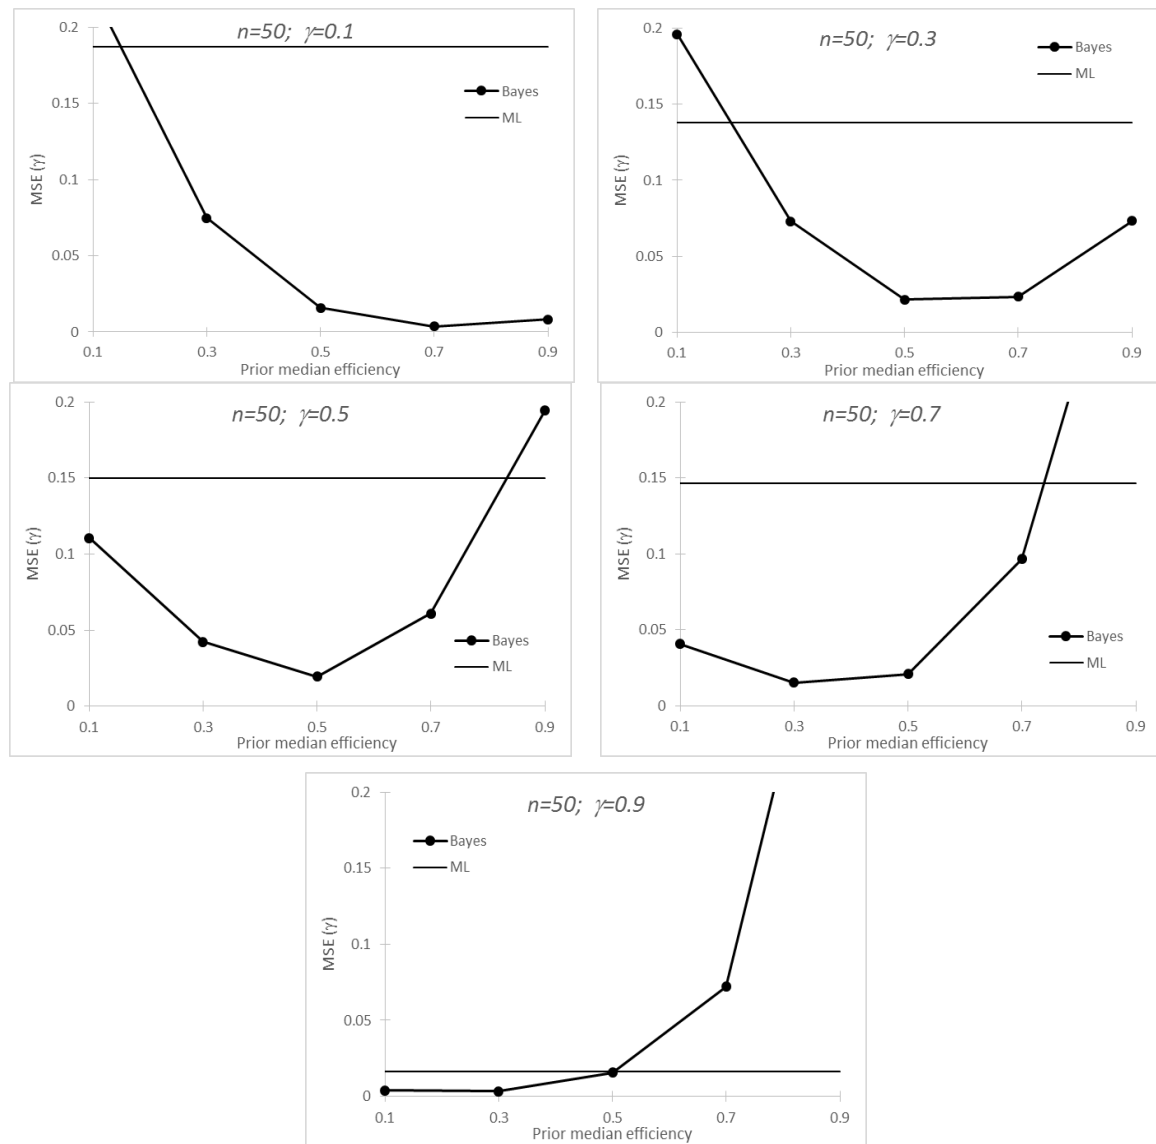 n=50; γ=0.1
MSE (γ)
0.2
0.15
0.1
0.05
0
Bayes
ML
0.1 0.3 0.5 0.7 0.9
Prior median efficiency
n=50; γ=0.3
MSE (γ)
0.2
0.15
0.1
0.05
0
Bayes
ML
0.1 0.3 0.5 0.7 0.9
Prior median efficiency
n=50; γ=0.5
MSE (γ)
0.2
0.15
0.1
0.05
0
Bayes
ML
0.1 0.3 0.5 0.7 0.9
Prior median efficiency
n=50; γ=0.7
MSE (γ)
0.2
0.15
0.1
0.05
0
Bayes
ML
0.1 0.3 0.5 0.7 0.9
Prior median efficiency
n=50; γ=0.9
MSE (γ)
0.2
0.15
0.1
0.05
0
Bayes
ML
0.1 0.3 0.5 0.7 0.9
Prior median efficiency